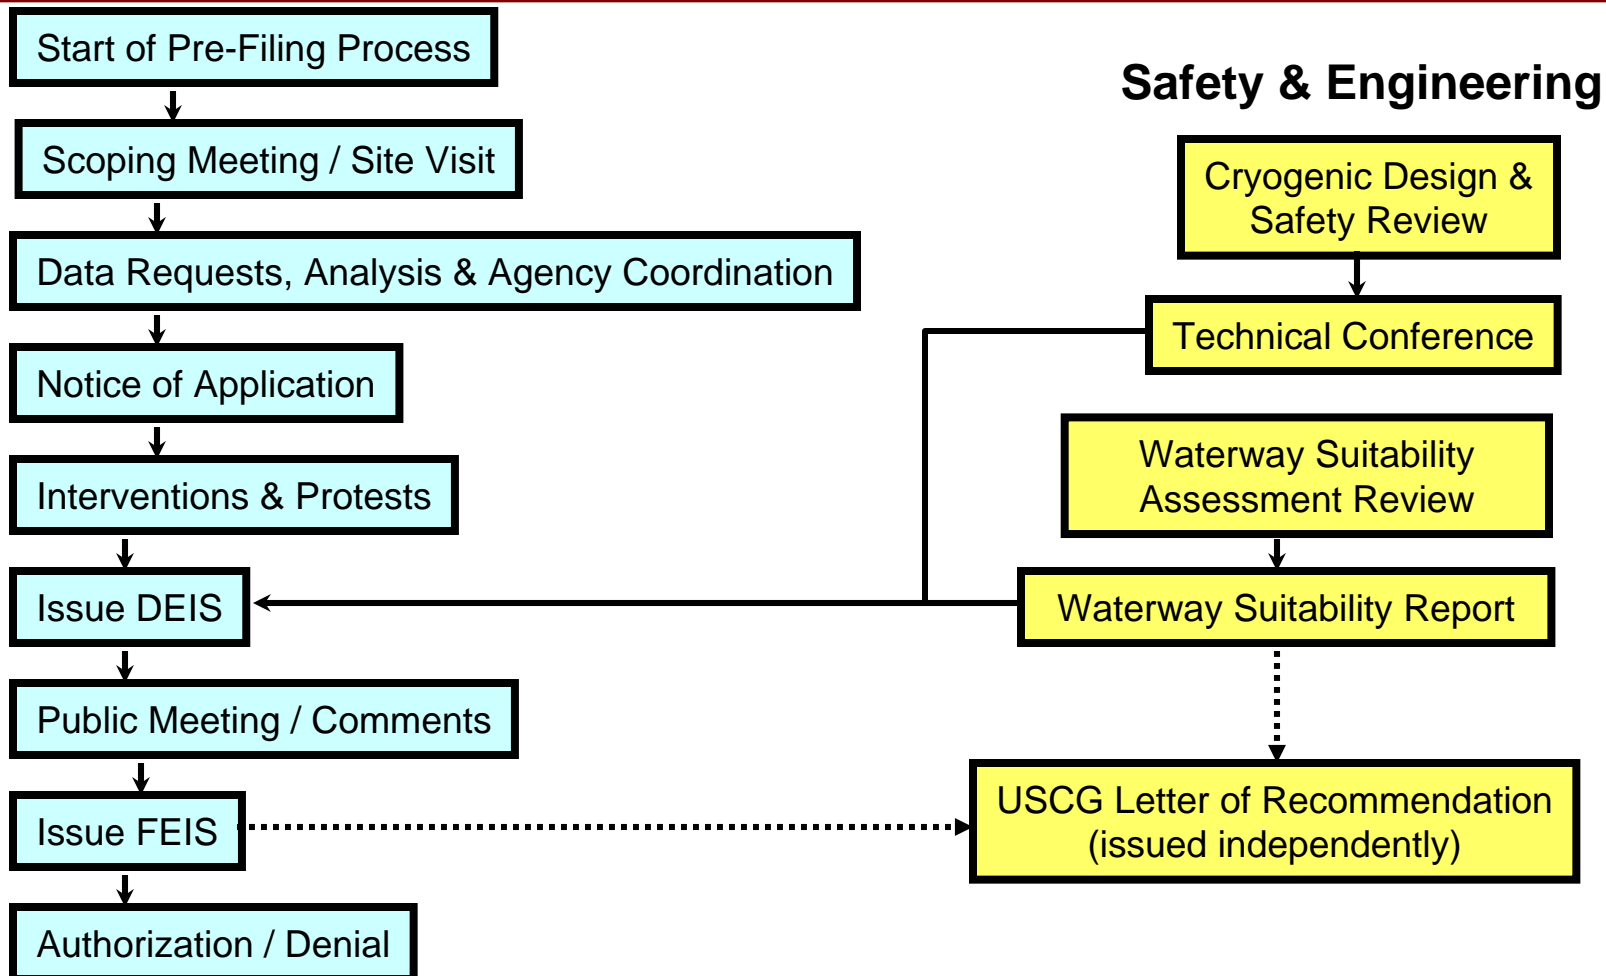 Start of Pre-Filing Process
Scoping Meeting / Site Visit
Data Requests, Analysis & Agency Coordination
Notice of Application
Interventions & Protests
Issue DEIS
Public Meeting / Comments
Issue FEIS
Authorization / Denial
Safety & Engineering
Cryogenic Design &
Safety Review
Technical Conference
Waterway Suitability
Assessment Review
Waterway Suitability Report
USCG Letter of Recommendation
(issued independently)